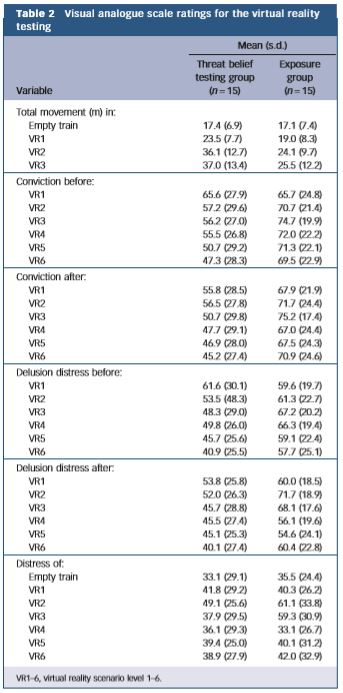 Table 2 Visual analogue scale ratings for the virtual reality
testing
Mean (s.d.)
Threat belief Exposure
testing group group
Variable (n=15) (n=15)
Total movement (m) in:
Empty train 17.4 (6.9) 17.1 (7.4)
VR1 23.5 (7.7) 19.0 (8.3)
VR2 36.1 (12.7) 24.1 (9.7)
VR3 37.0 (13.4) 25.5 (12.2)
Conviction before:
VR1 65.6 (27.9) 65.7 (24.8)
VR2 57.2 (29.6) 70.7 (21.4)
VR3 56.2 (27.0) 74.7 (19.9)
VR4 55.5 (26.8) 72.0 (22.2)
VR5 50.7 (29.2) 71.3 (22.1)
VR6 47.3 (28.3) 69.5 (22.9)
Conviction after:
VR1 55.8 (28.5) 67.9 (21.9)
VR2 56.5 (27.8) 71.7 (24.4)
VR3 50.7 (29.8) 75.2 (17.4)
VR4 47.7 (29.1) 67.0 (24.4)
VR5 46.9 (28.0) 67.5 (24.3)
VR6 45.2 (27.4) 70.9 (24.6)
Delusion distress before:
VR1 61.6 (30.1) 59.6 (19.7)
VR2 53.5 (48.3) 61.3 (22.7)
VR3 48.3 (29.0) 67.2 (20.2)
VR4 49.8 (26.0) 66.3 (19.4)
VR5 45.7 (25.6) 59.1 (22.4)
VR6 40.9 (25.5) 57.7 (25.1)
Delusion distress after:
VR1 53.8 (25.8) 60.0 (18.5)
VR2 52.0 (26.3) 71.7 (18.9)
VR3 45.7 (28.8) 68.1 (17.6)
VR4 45.5 (27.4) 56.1 (19.6)
VR5 45.1 (25.3) 54.6 (24.1)
VR6 40.1 (27.4) 60.4 (22.8)
Distress of:
Empty train 33.1 (29.1) 35.5 (24.4)
VR1 41.8 (29.2) 40.3 (26.2)
VR2 49.1 (25.6) 61.1 (33.8)
VR3 37.9 (29.5) 59.3 (30.9)
VR4 36.1 (29.3) 33.1 (26.7)
VR5 39.4 (25.0) 40.1 (31.2)
VR6 38.9 (27.9) 42.0 (32.9)
VR1–6, virtual reality scenario level 1–6.